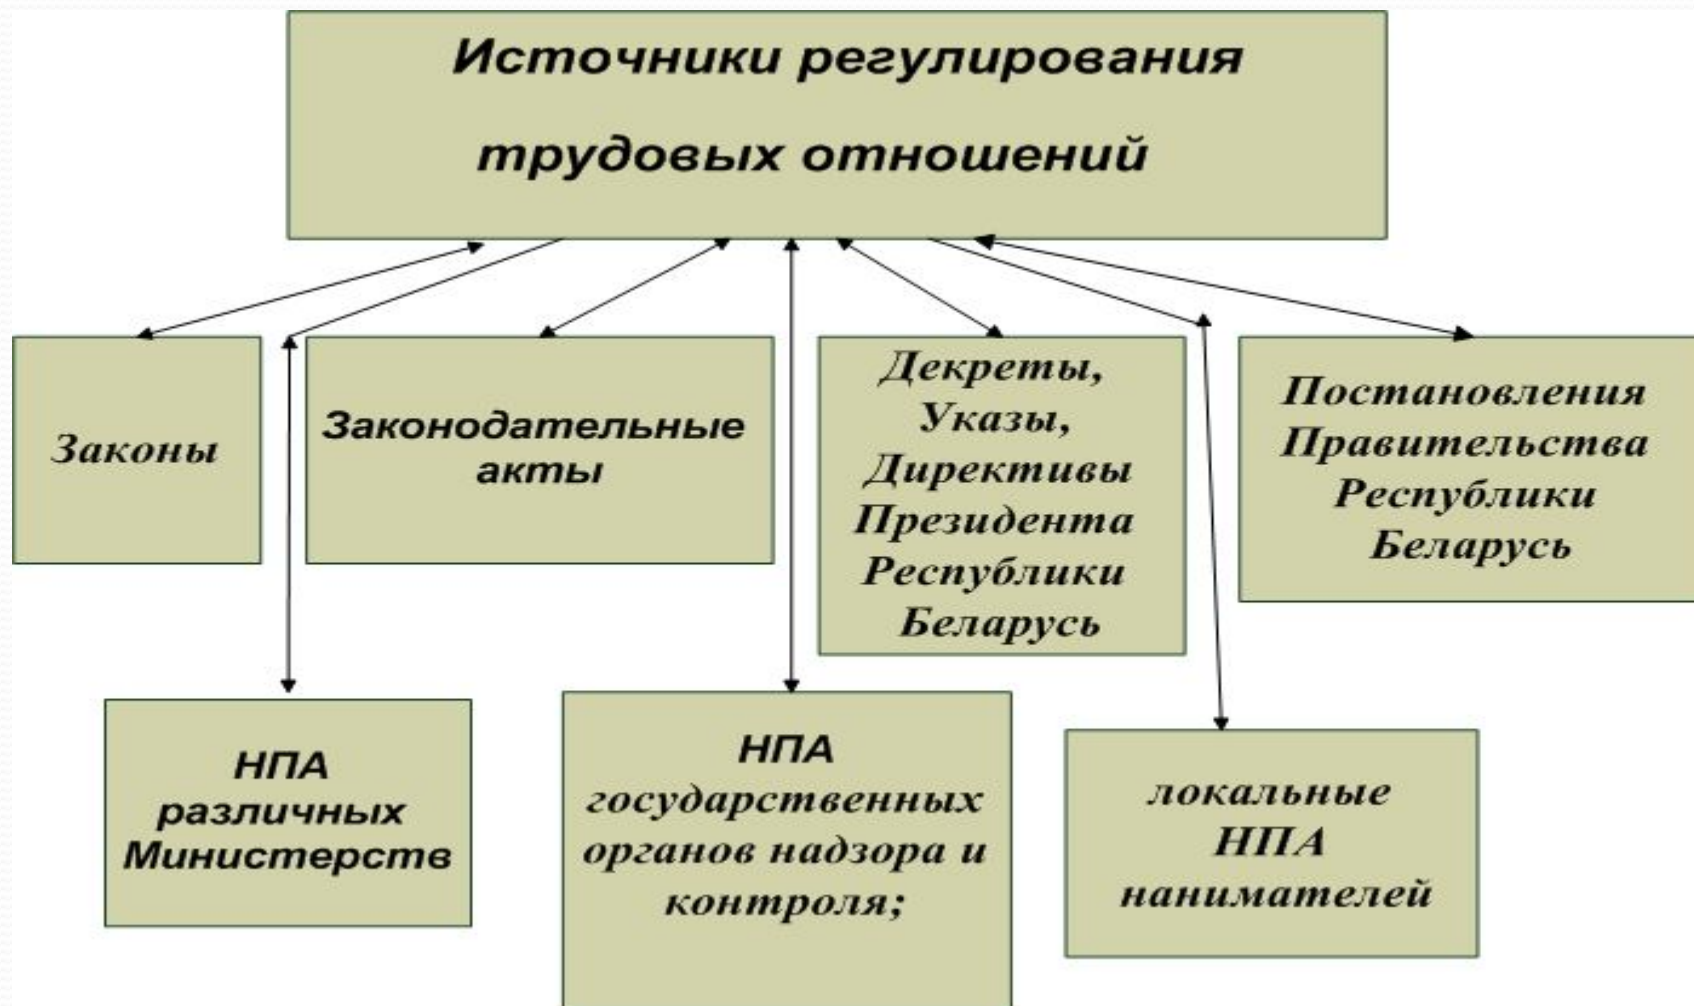 Источники регулирования
трудовых отношений
Законы
Законодательные
акты
Декреты,
Указы,
Директивы
Президента
Республики
Беларусь
Постановления
Правительства
Республики
Беларусь
НПА
различных
Министерств
НПА
государственных
органов надзора и
контроля;
локальные
НПА
нанимателей